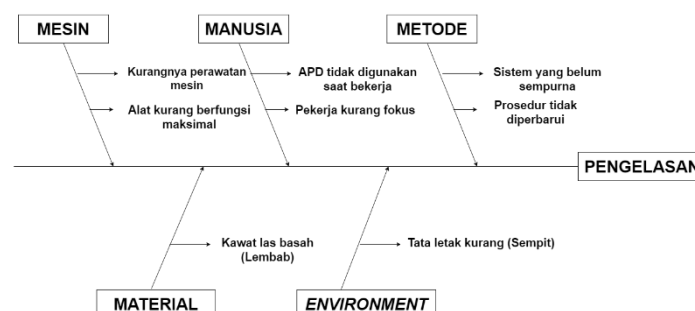 MESIN
MANUSIA
METODE
Kurangnya perawatan
mesin
APD tidak digunakan
saat bekerja
Sistem yang belum
sempurna
Alat kurang berfungsi
maksimal
Pekerja kurang fokus
Prosedur tidak
diperbarui
PENGELASAN
Kawat las basah
(Lembab)
Tata letak kurang (Sempit)
MATERIAL
ENVIRONMENT